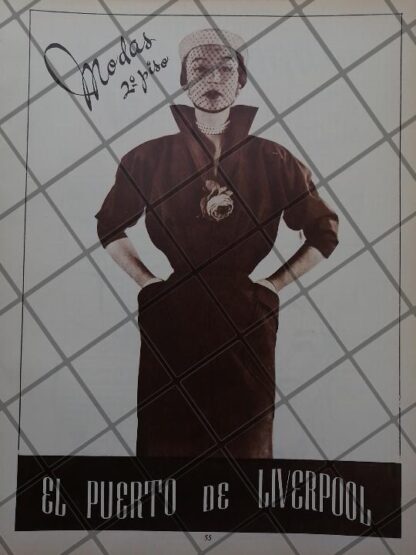 Modas
2º piso
EL PUERTO DE LIVERPOOL
55